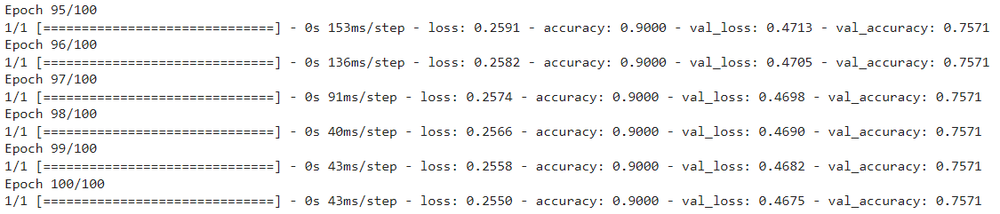 Epoch 95/100
1/1 [==============================] - 0s 153ms/step - loss: 0.2591 - accuracy: 0.9000 - val_loss: 0.4713 - val_accuracy: 0.7571
Epoch 96/100
1/1 [==============================] - 0s 136ms/step - loss: 0.2582 - accuracy: 0.9000 - val_loss: 0.4705 - val_accuracy: 0.7571
Epoch 97/100
1/1 [==============================] - 0s 91ms/step - loss: 0.2574 - accuracy: 0.9000 - val_loss: 0.4698 - val_accuracy: 0.7571
Epoch 98/100
1/1 [==============================] - 0s 40ms/step - loss: 0.2566 - accuracy: 0.9000 - val_loss: 0.4690 - val_accuracy: 0.7571
Epoch 99/100
1/1 [==============================] - 0s 43ms/step - loss: 0.2558 - accuracy: 0.9000 - val_loss: 0.4682 - val_accuracy: 0.7571
Epoch 100/100
1/1 [==============================] - 0s 43ms/step - loss: 0.2550 - accuracy: 0.9000 - val_loss: 0.4675 - val_accuracy: 0.7571